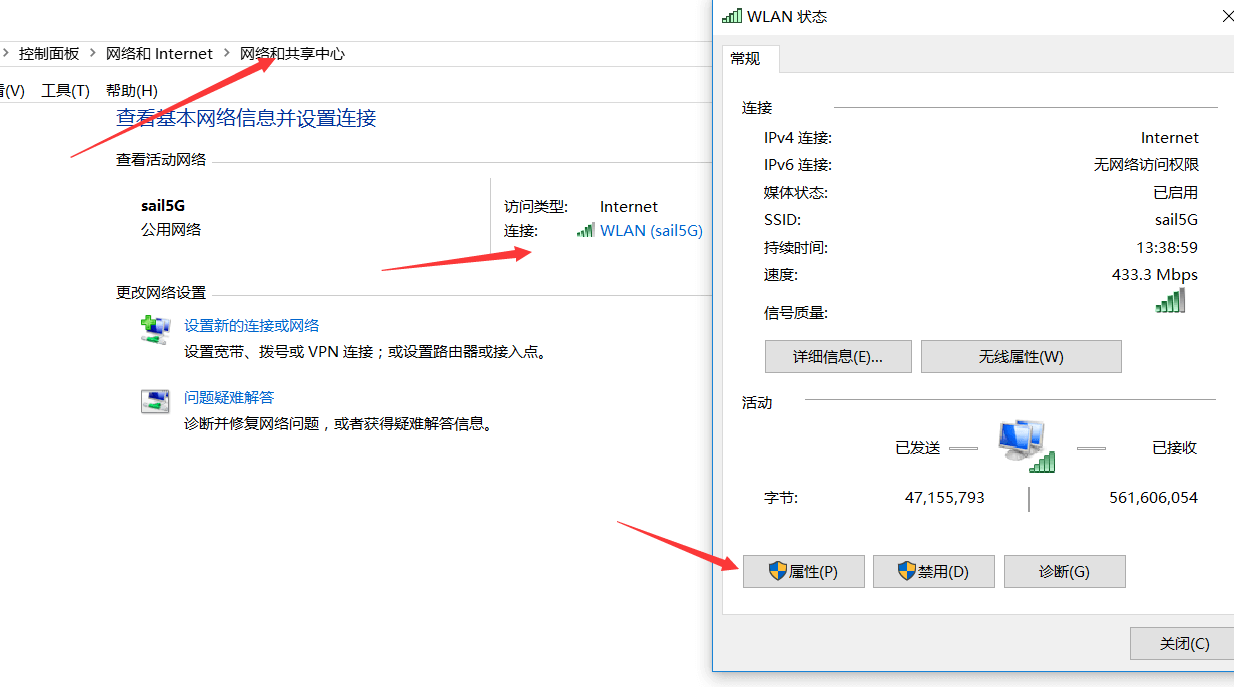 控制面板 > 网络和 Internet > 网络和共享中心
看(V) 工具(T) 帮助(H)
查看基本网络信息并设置连接
查看活动网络
sail5G
公用网络
访问类型: Internet
连接: WLAN (sail5G)
更改网络设置
设置新的连接或网络
设置宽带、拨号或 VPN 连接；或设置路由器或接入点。
问题疑难解答
诊断并修复网络问题，或者获得疑难解答信息。
WLAN 状态
常规
连接
IPv4 连接: Internet
IPv6 连接: 无网络访问权限
媒体状态: 已启用
SSID: sail5G
持续时间: 13:38:59
速度: 433.3 Mbps
信号质量:
详细信息(E)... 无线属性(W)
活动
已发送 已接收
字节: 47,155,793 561,606,054
属性(P) 禁用(D) 诊断(G)
关闭(C)